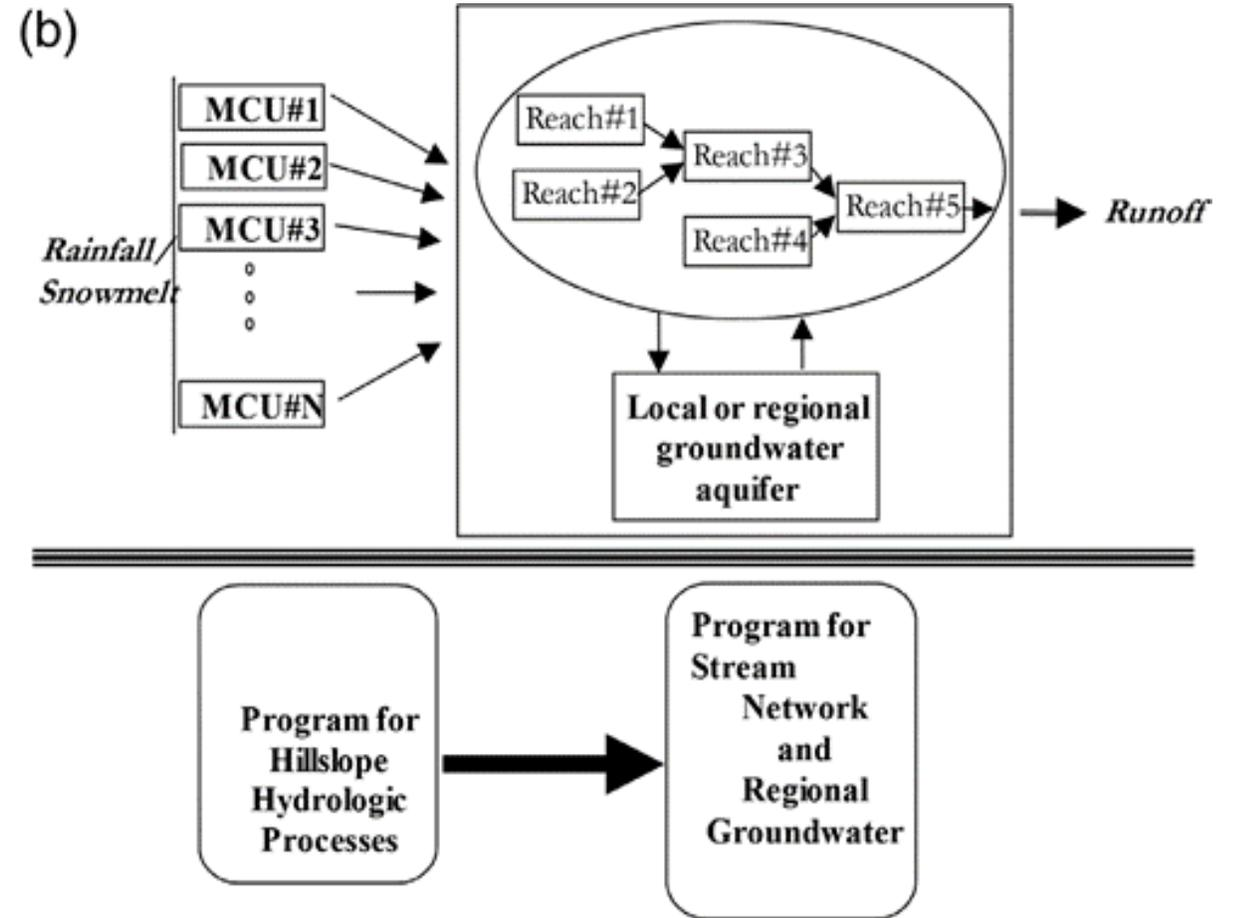 (b)
MCU#1
MCU#2
MCU#3
Rainfall/
Snowmelt
MCU#N
Reach#1
Reach#2
Reach#3
Reach#4
Reach#5
Runoff
Local or regional
groundwater
aquifer
Program for
Hillslope
Hydrologic
Processes
Program for
Stream
Network
and
Regional
Groundwater